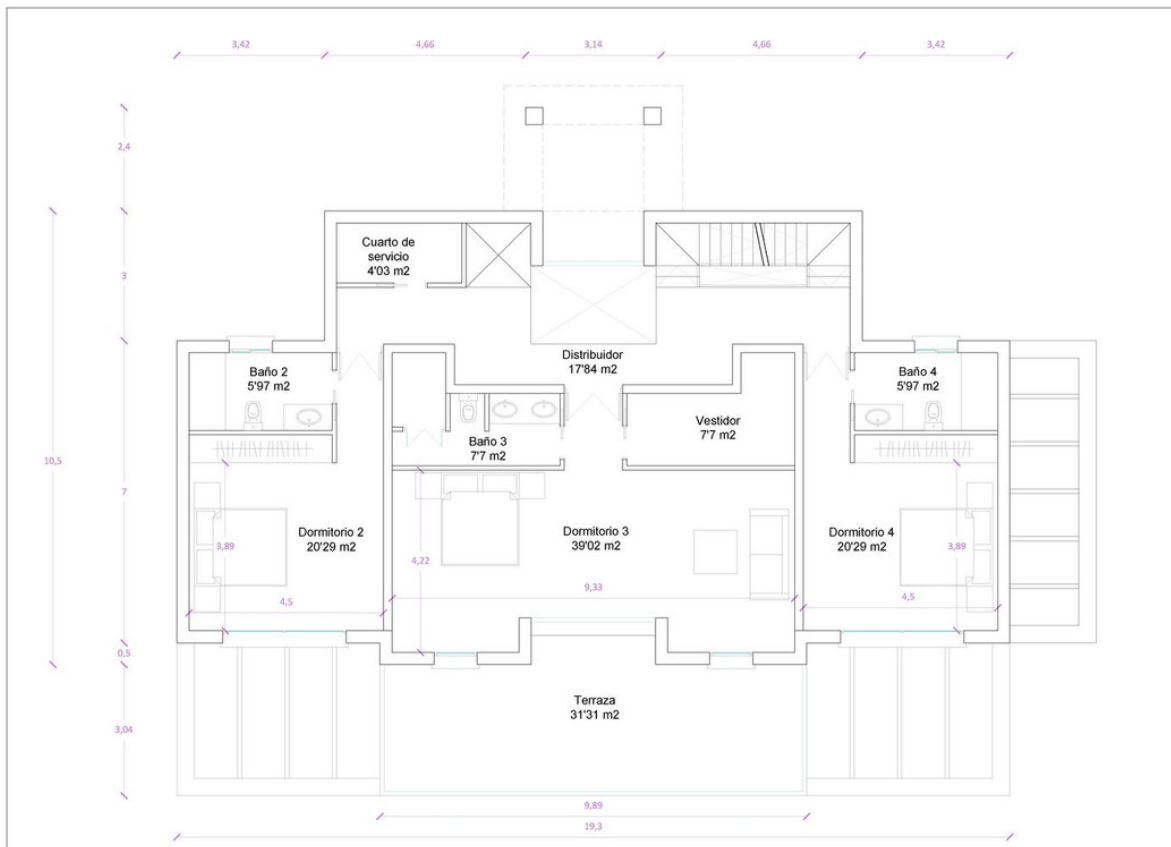 3,42
4,66
3,14
4,66
3,42
2,4
3
10,5
7
0,5
3,04
Cuarto de
servicio
4'03 m2
Distribuidor
17'84 m2
Baño 2
5'97 m2
Baño 4
5'97 m2
Baño 3
7'7 m2
Vestidor
7'7 m2
Dormitorio 2
20'29 m2
3,89
4,5
Dormitorio 3
39'02 m2
4,22
9,33
Dormitorio 4
20'29 m2
3,89
4,5
Terraza
31'31 m2
9,89
19,3